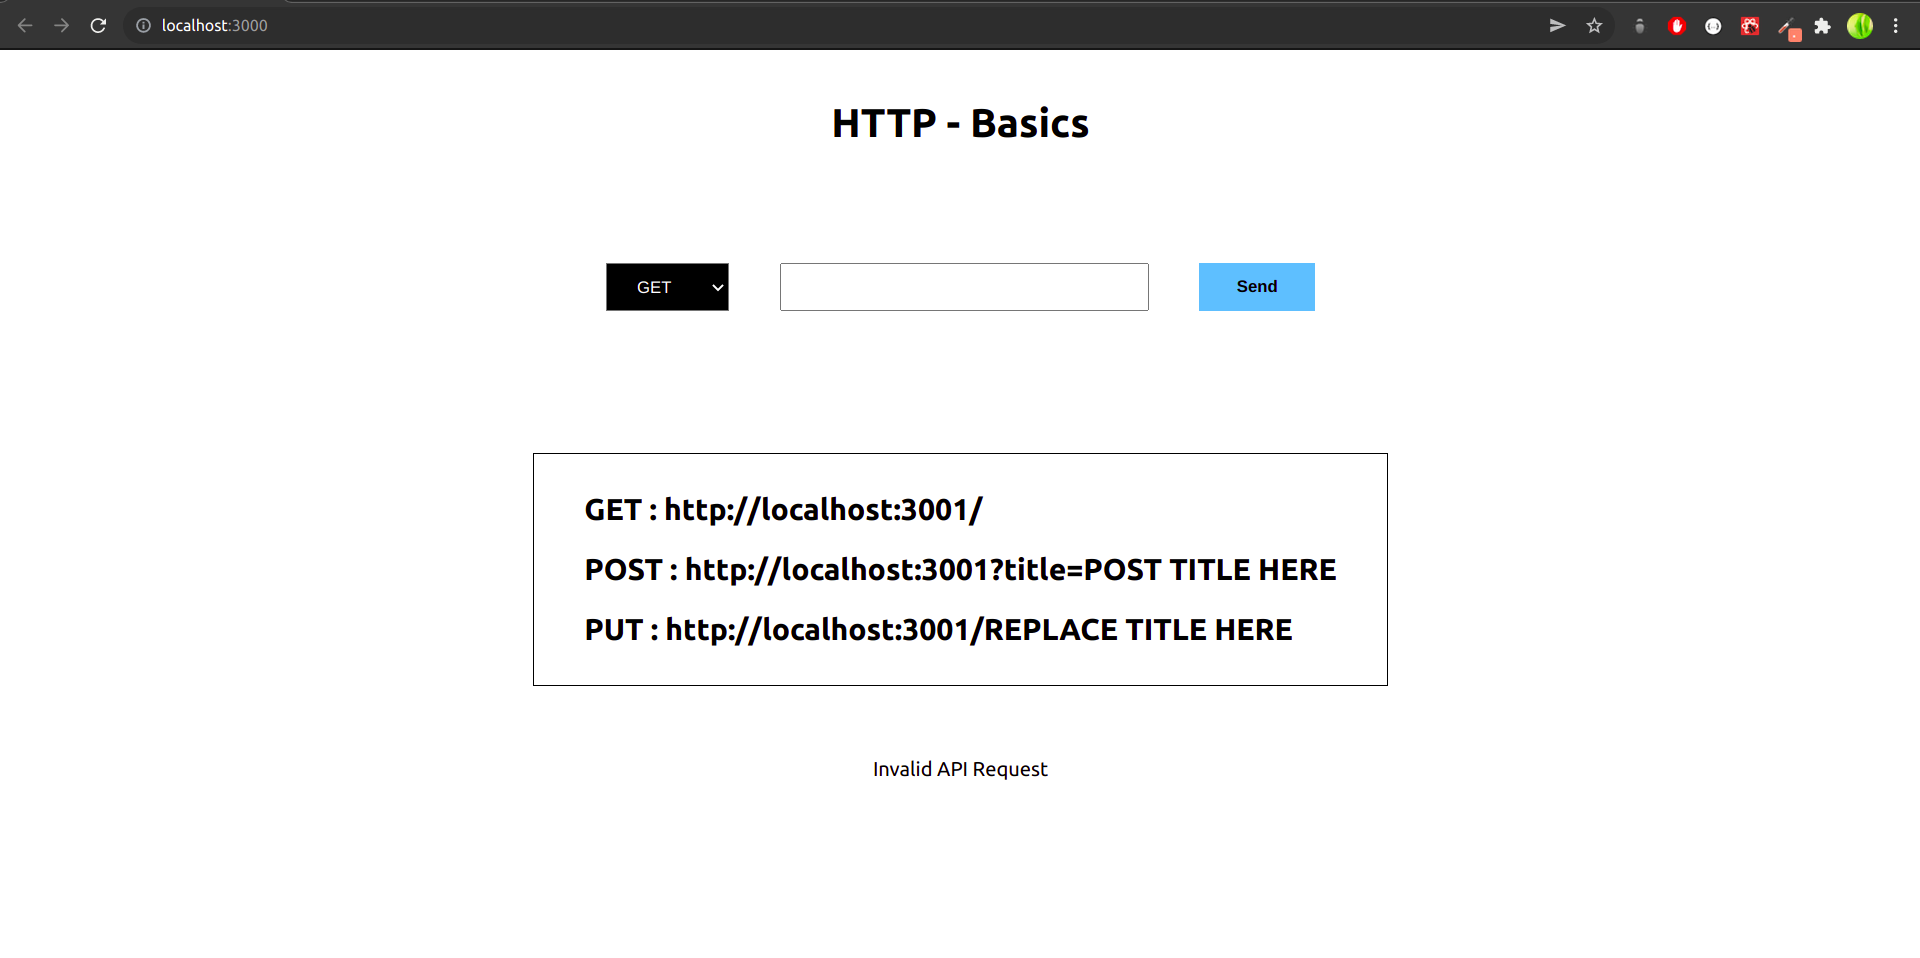 localhost:3000
HTTP - Basics
GET
Send
GET : http://localhost:3001/
POST : http://localhost:3001?title=POST TITLE HERE
PUT : http://localhost:3001/REPLACE TITLE HERE
Invalid API Request